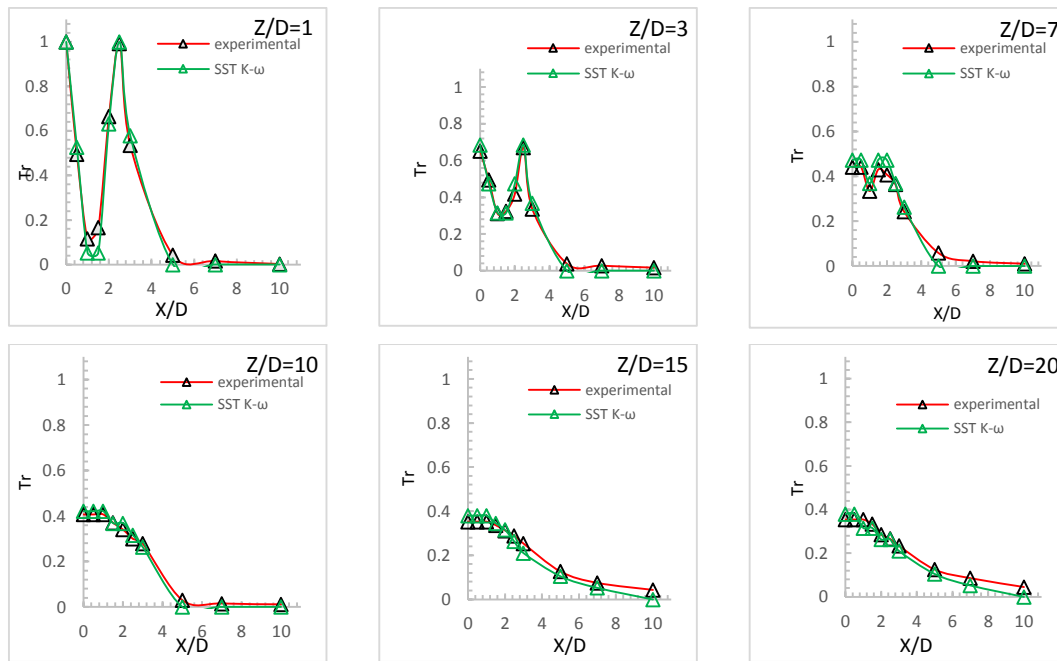 Z/D=1
experimental
SST K-ω
1
0.8
0.6
0.4
0.2
0
Tr
0 2 4 6 8 10
X/D
Z/D=3
experimental
SST K-ω
1
0.8
0.6
0.4
0.2
0
Tr
0 2 4 6 8 10
X/D
Z/D=7
experimental
SST K-ω
1
0.8
0.6
0.4
0.2
0
Tr
0 2 4 6 8 10
X/D
Z/D=10
experimental
SST K-ω
1
0.8
0.6
0.4
0.2
0
Tr
0 2 4 6 8 10
X/D
Z/D=15
experimental
SST K-ω
1
0.8
0.6
0.4
0.2
0
Tr
0 2 4 6 8 10
X/D
Z/D=20
experimental
SST K-ω
1
0.8
0.6
0.4
0.2
0
Tr
0 2 4 6 8 10
X/D